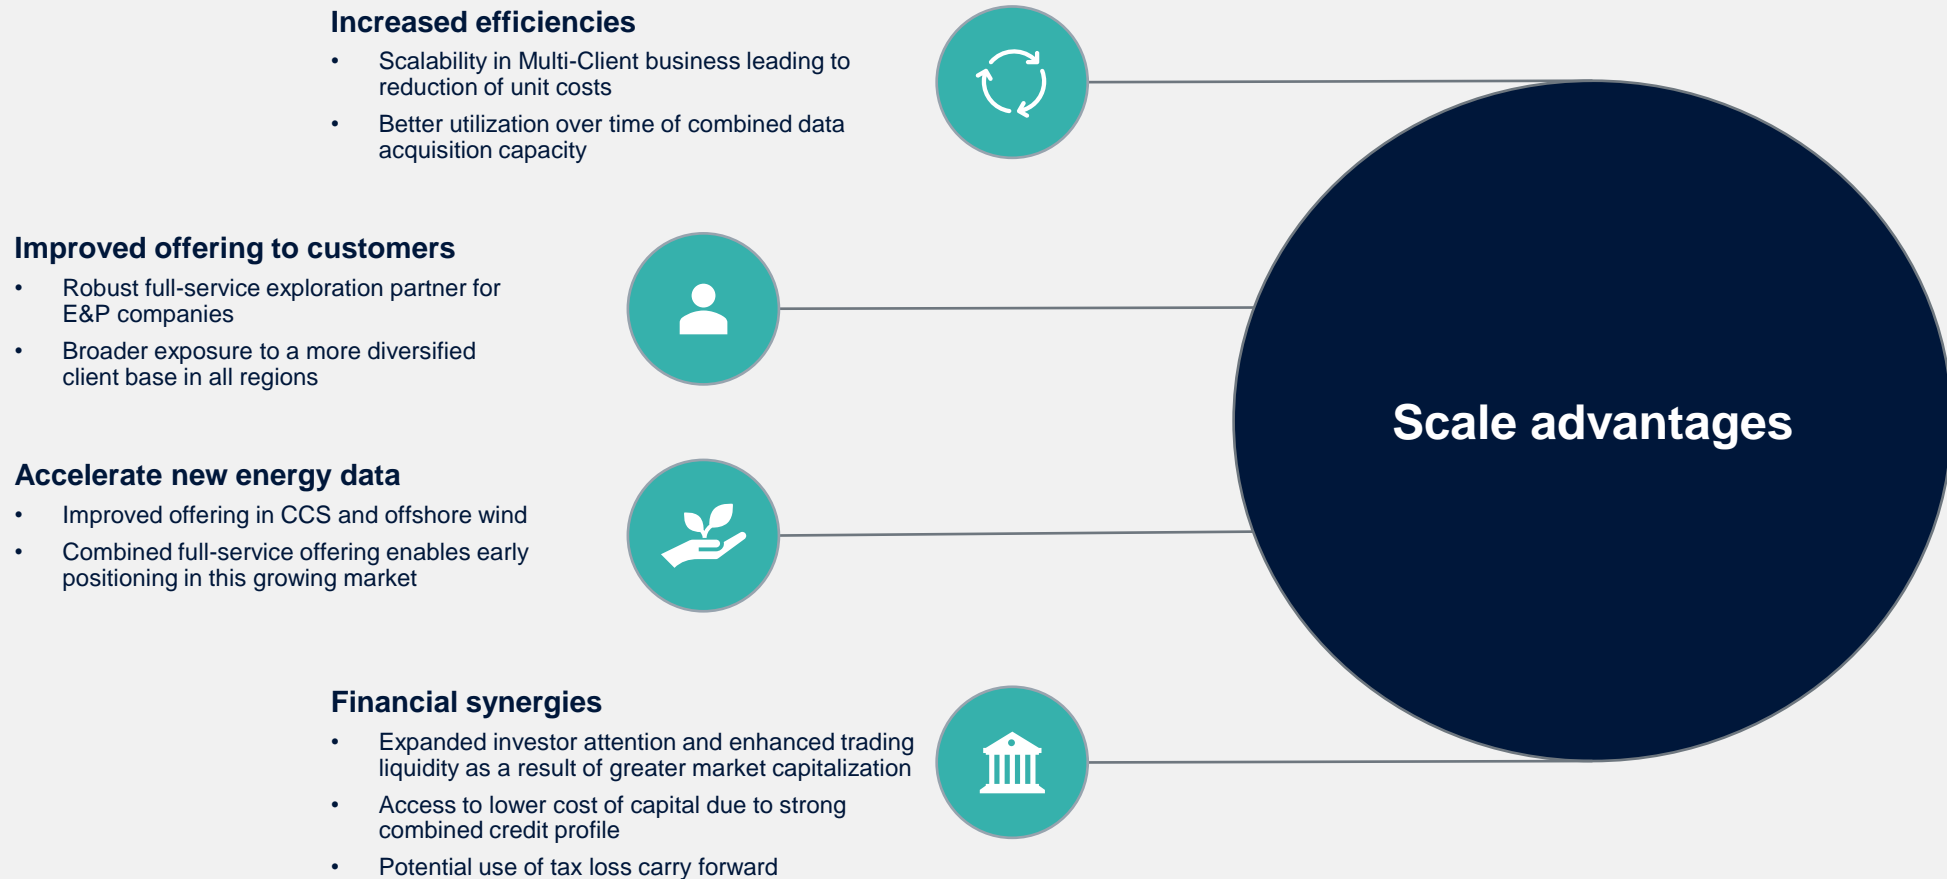 Increased efficiencies
• Scalability in Multi-Client business leading to
reduction of unit costs
• Better utilization over time of combined data
acquisition capacity
Improved offering to customers
• Robust full-service exploration partner for
E&P companies
• Broader exposure to a more diversified
client base in all regions
Scale advantages
Accelerate new energy data
• Improved offering in CCS and offshore wind
• Combined full-service offering enables early
positioning in this growing market
Financial synergies
• Expanded investor attention and enhanced trading
liquidity as a result of greater market capitalization
• Access to lower cost of capital due to strong
combined credit profile
• Potential use of tax loss carry forward